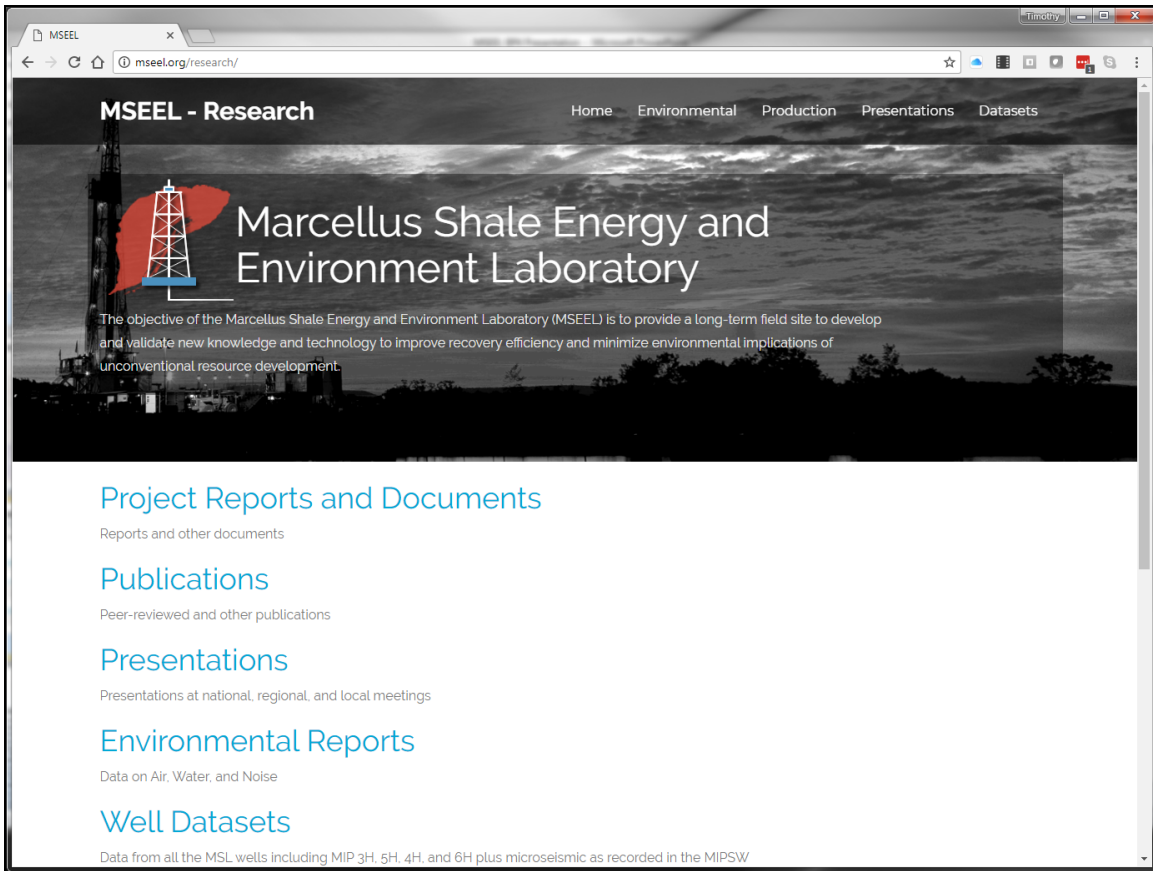 Timothy
MSEEL
mseel.org/research/
1
MSEEL - Research
Home Environmental Production Presentations Datasets
Marcellus Shale Energy and
Environment Laboratory
The objective of the Marcellus Shale Energy and Environment Laboratory (MSEEL) is to provide a long-term field site to develop
and validate new knowledge and technology to improve recovery efficiency and minimize environmental implications of
unconventional resource development.
Project Reports and Documents
Reports and other documents
Publications
Peer-reviewed and other publications
Presentations
Presentations at national, regional, and local meetings
Environmental Reports
Data on Air, Water, and Noise
Well Datasets
Data from all the MSL wells including MIP 3H, 5H, 4H, and 6H plus microseismic as recorded in the MIPSW